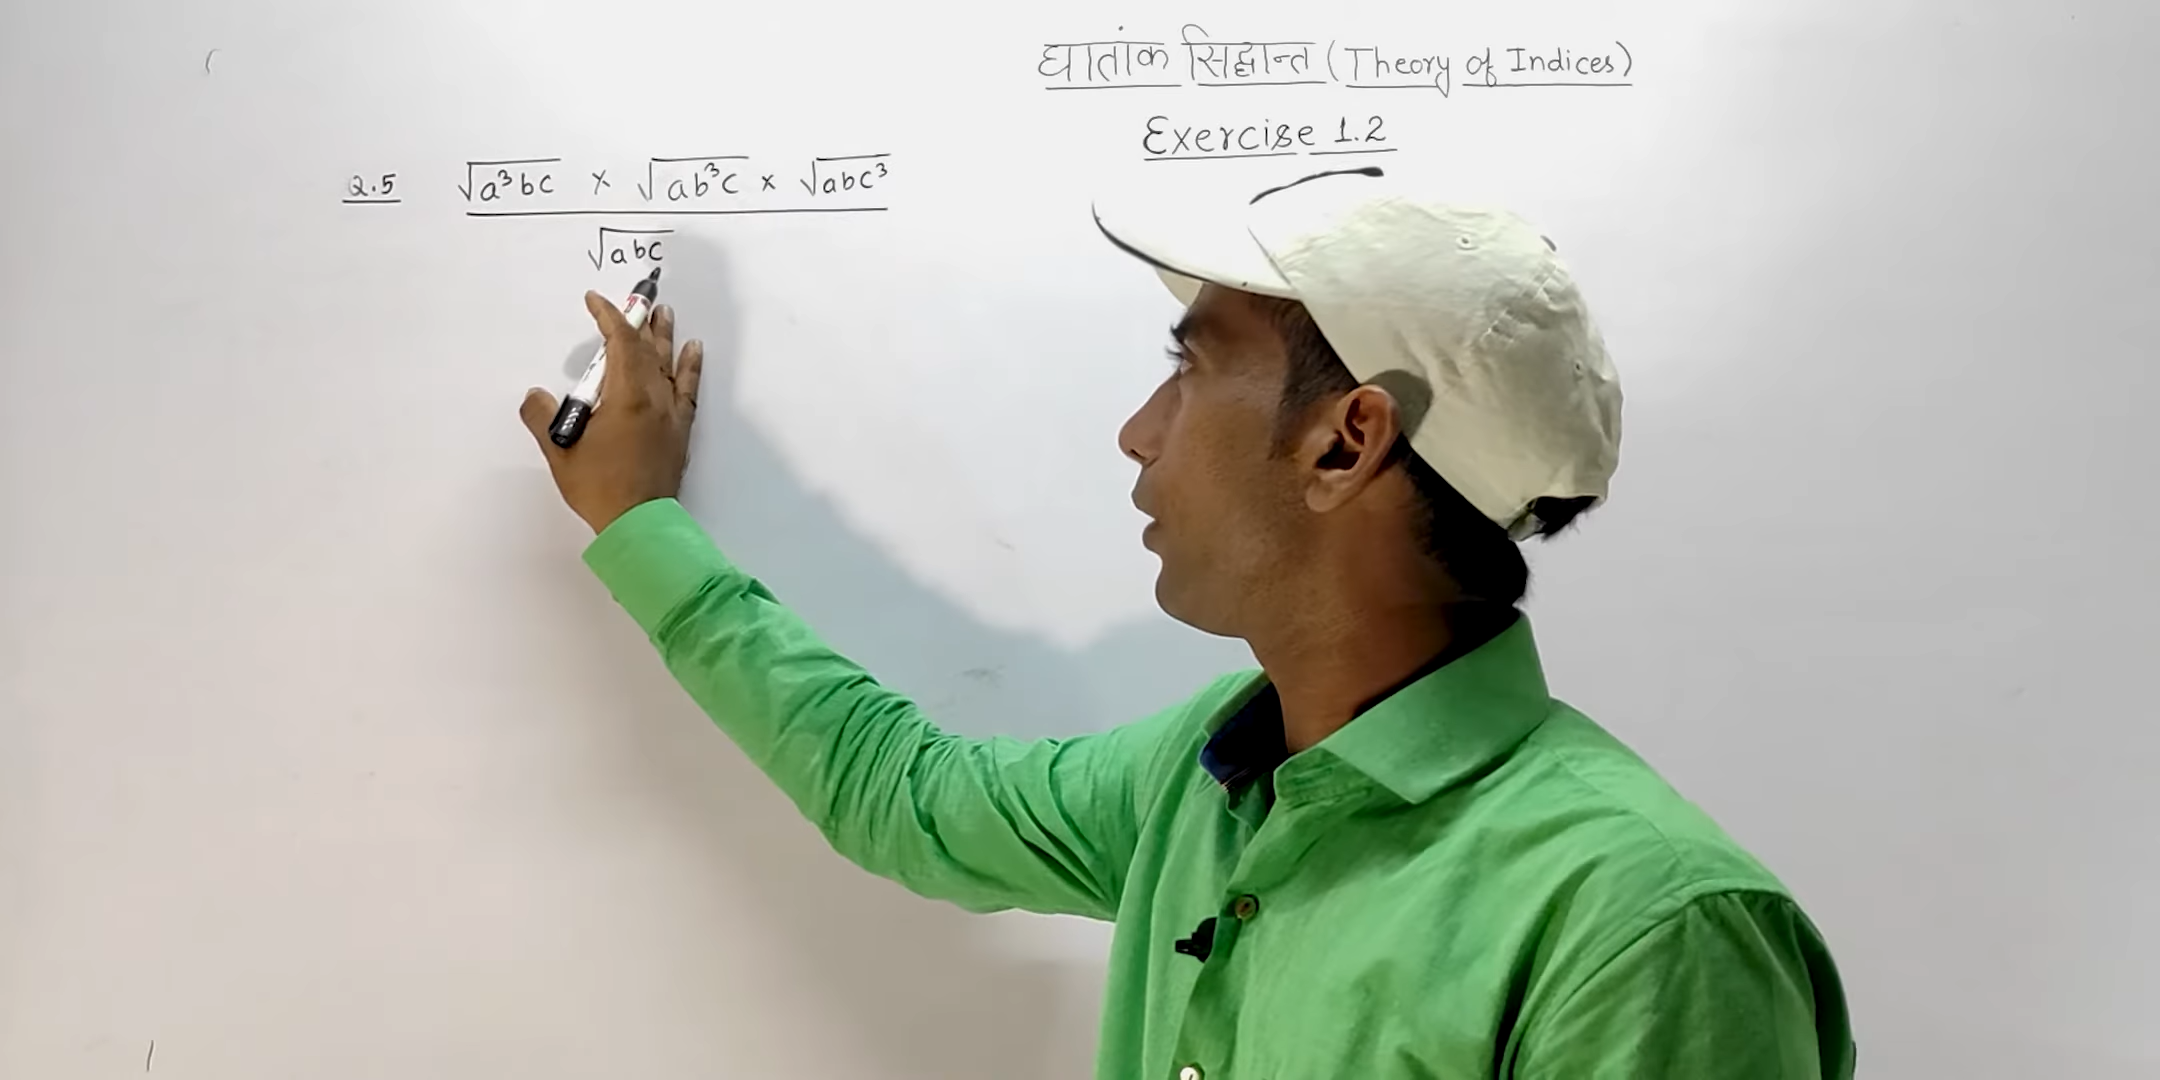 घातांक सिद्धान्त (Theory of Indices)
Exercise 1.2
Q.5 √a³bc × √ab³c × √abc³
√abc